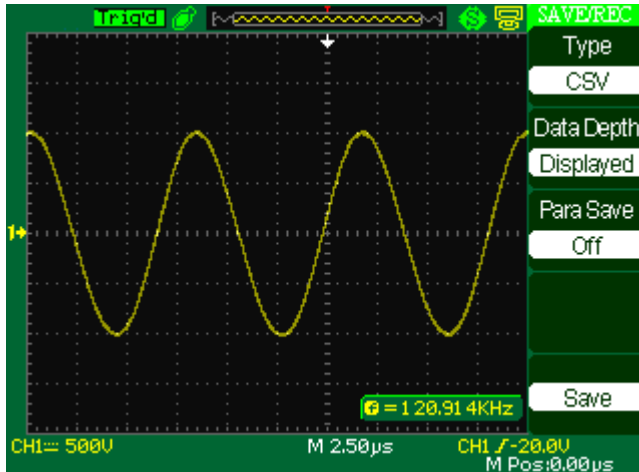 Trig'd S SAVE/REC
Type
CSV
Data Depth
Displayed
Para Save
Off
1
f=120.914KHz
Save
CH1 500V M 2.50µs CH1 -20.0V
M Pos:0.00µs